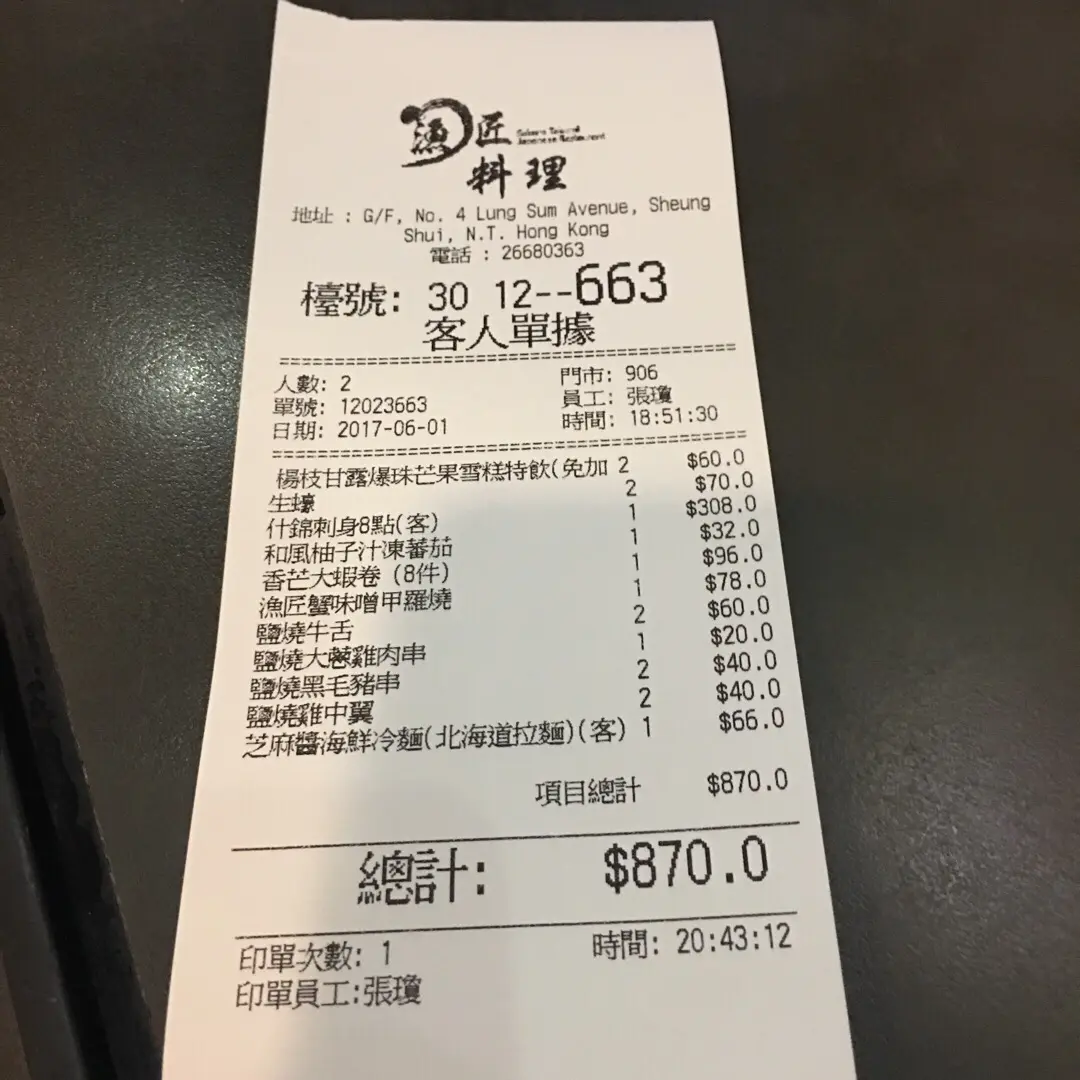 漁匠
料理
地址 : G/F, No. 4 Lung Sum Avenue, Sheung
Shui, N.T. Hong Kong
電話 : 26680363
檯號: 30 12--663
客人單據
人數: 2 門市: 906
單號: 12023663 員工: 張瓊
日期: 2017-06-01 時間: 18:51:30
楊枝甘露爆珠芒果雪糕特飲(免加 2 $60.0
生蠔 2 $70.0
什錦刺身8點(客) 1 $308.0
和風柚子汁凍蕃茄 1 $32.0
香芒大蝦卷 (8件) 1 $96.0
漁匠蟹味噌甲羅燒 1 $78.0
鹽燒牛舌 2 $60.0
鹽燒大蔥雞肉串 1 $20.0
鹽燒黑毛豬串 2 $40.0
鹽燒雞中翼 2 $40.0
芝麻醬海鮮冷麵(北海道拉麵)(客) 1 $66.0
項目總計 $870.0
總計: $870.0
印單次數: 1 時間: 20:43:12
印單員工:張瓊